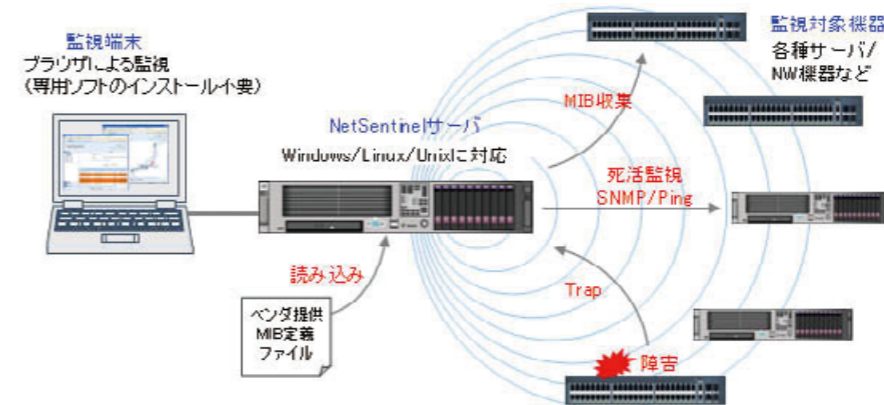 監視端末
ブラウザによる監視
(専用ソフトのインストール不要)
NetSentinelサーバ
Windows/Linux/Unixに対応
読み込み
ベンダ提供
MIB定義
ファイル
MIB収集
死活監視
SNMP/Ping
Trap
障害
監視対象機器
各種サーバ/
NW機器など